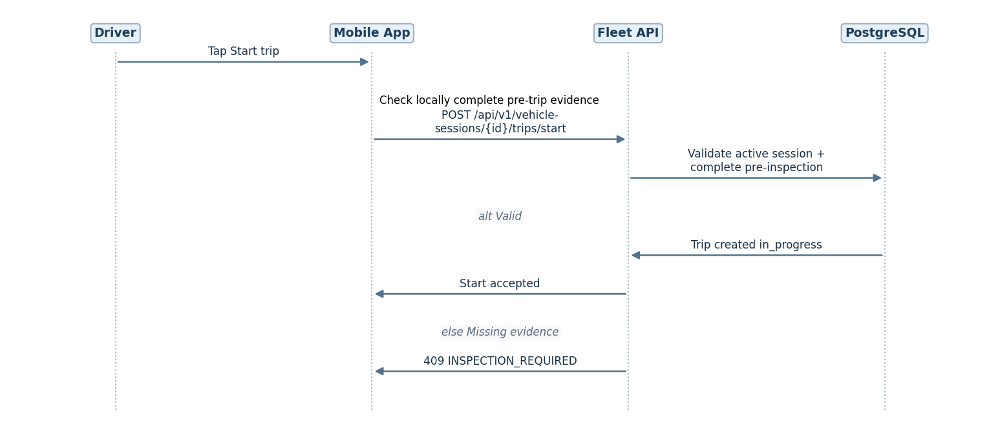 Driver
Mobile App
Fleet API
PostgreSQL
Tap Start trip
Check locally complete pre-trip evidence
POST /api/v1/vehicle-
sessions/{id}/trips/start
Validate active session +
complete pre-inspection
alt Valid
Trip created in_progress
Start accepted
else Missing evidence
409 INSPECTION_REQUIRED